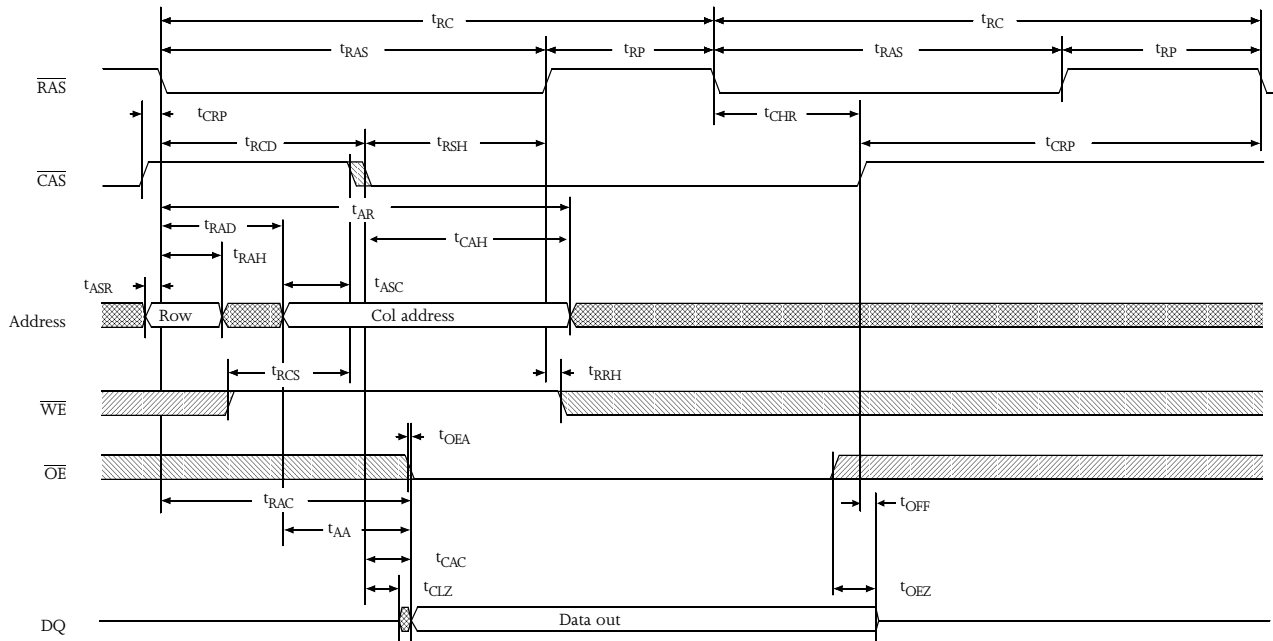 tRC tRC
tRAS tRP tRAS tRP
RAS
tCRP tCHR
tRCD tRSH tCRP
CAS
tAR
tRAD tCAH
tRAH
tASR tASC
Address Row Col address
tRCS tRRH
WE
tOEA
OE
tRAC tOFF
tAA
tCAC
tCLZ tOEZ
DQ Data out